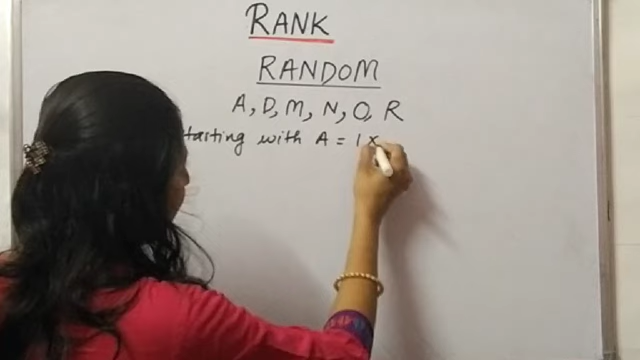 RANK
RANDOM
A, D, M, N, O, R
tarting with A = 1 x